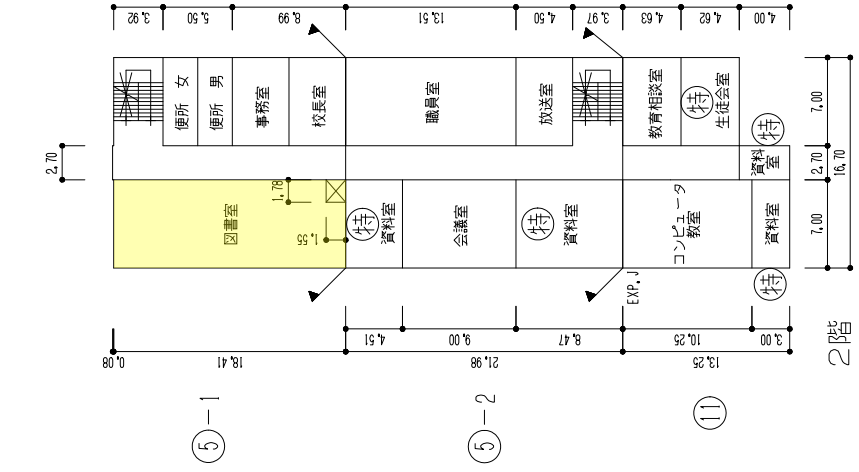 3.92
5.50
8.99
13.51
4.50
3.97
4.63
4.62
4.00
便所 女
便所 男
事務室
校長室
職員室
放送室
教育相談室
特
生徒会室
特
資料室
7.00
2.70
7.00
16.70
2.70
図書室
1.78
1.55
特
資料室
会議室
特
資料室
コンピュータ教室
資料室
特
EXP.J
4.51
9.00
8.47
10.25
3.00
0.08
18.41
21.98
13.25
2階
⑤-1
⑤-2
⑪